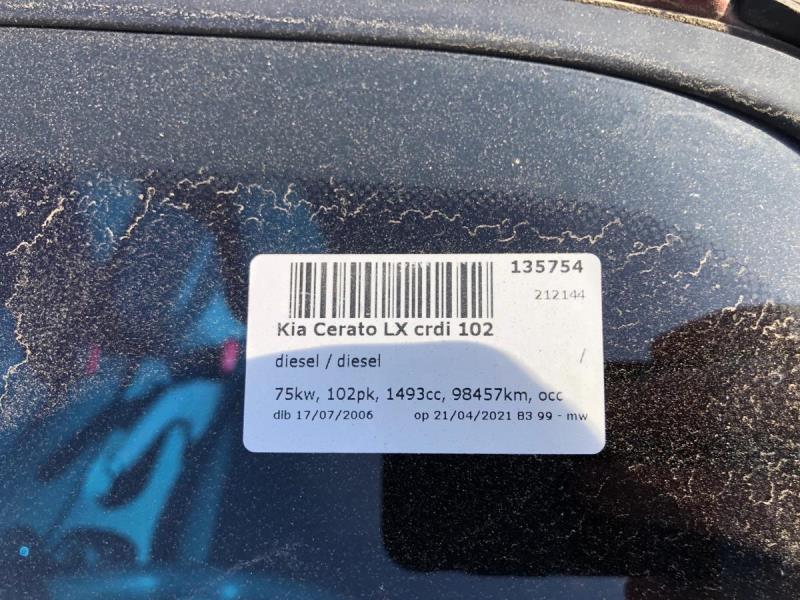 135754
212144
Kia Cerato LX crdi 102
diesel / diesel /
75kw, 102pk, 1493cc, 98457km, occ
dib 17/07/2006 op 21/04/2021 B3 99 - mw